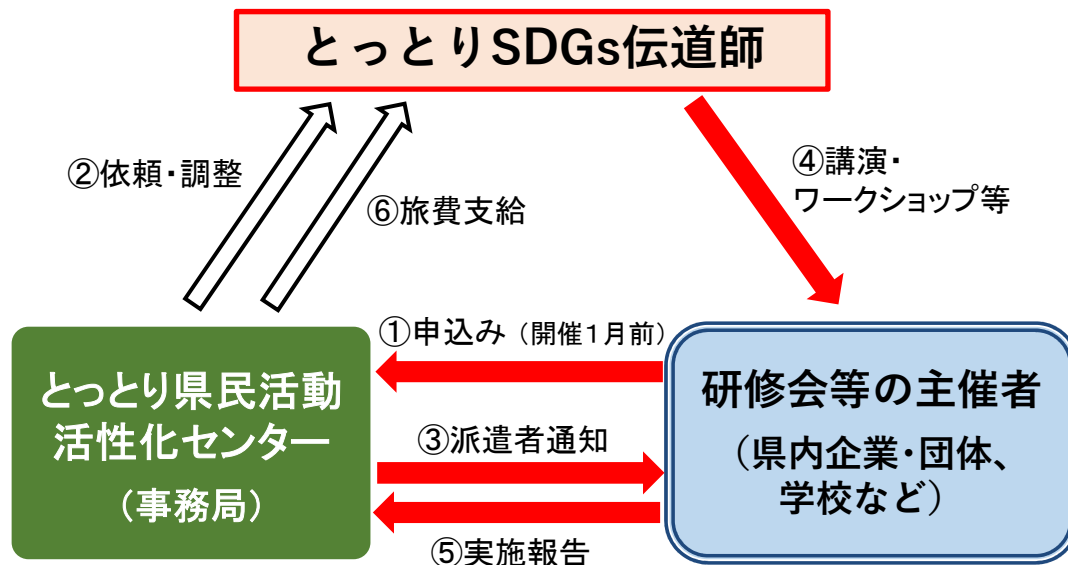 とっとりSDGs伝道師
②依頼・調整
⑥旅費支給
④講演・
ワークショップ等
①申込み（開催１月前）
とっとり県民活動
活性化センター
（事務局）
③派遣者通知
⑤実施報告
研修会等の主催者
（県内企業・団体、
学校など）